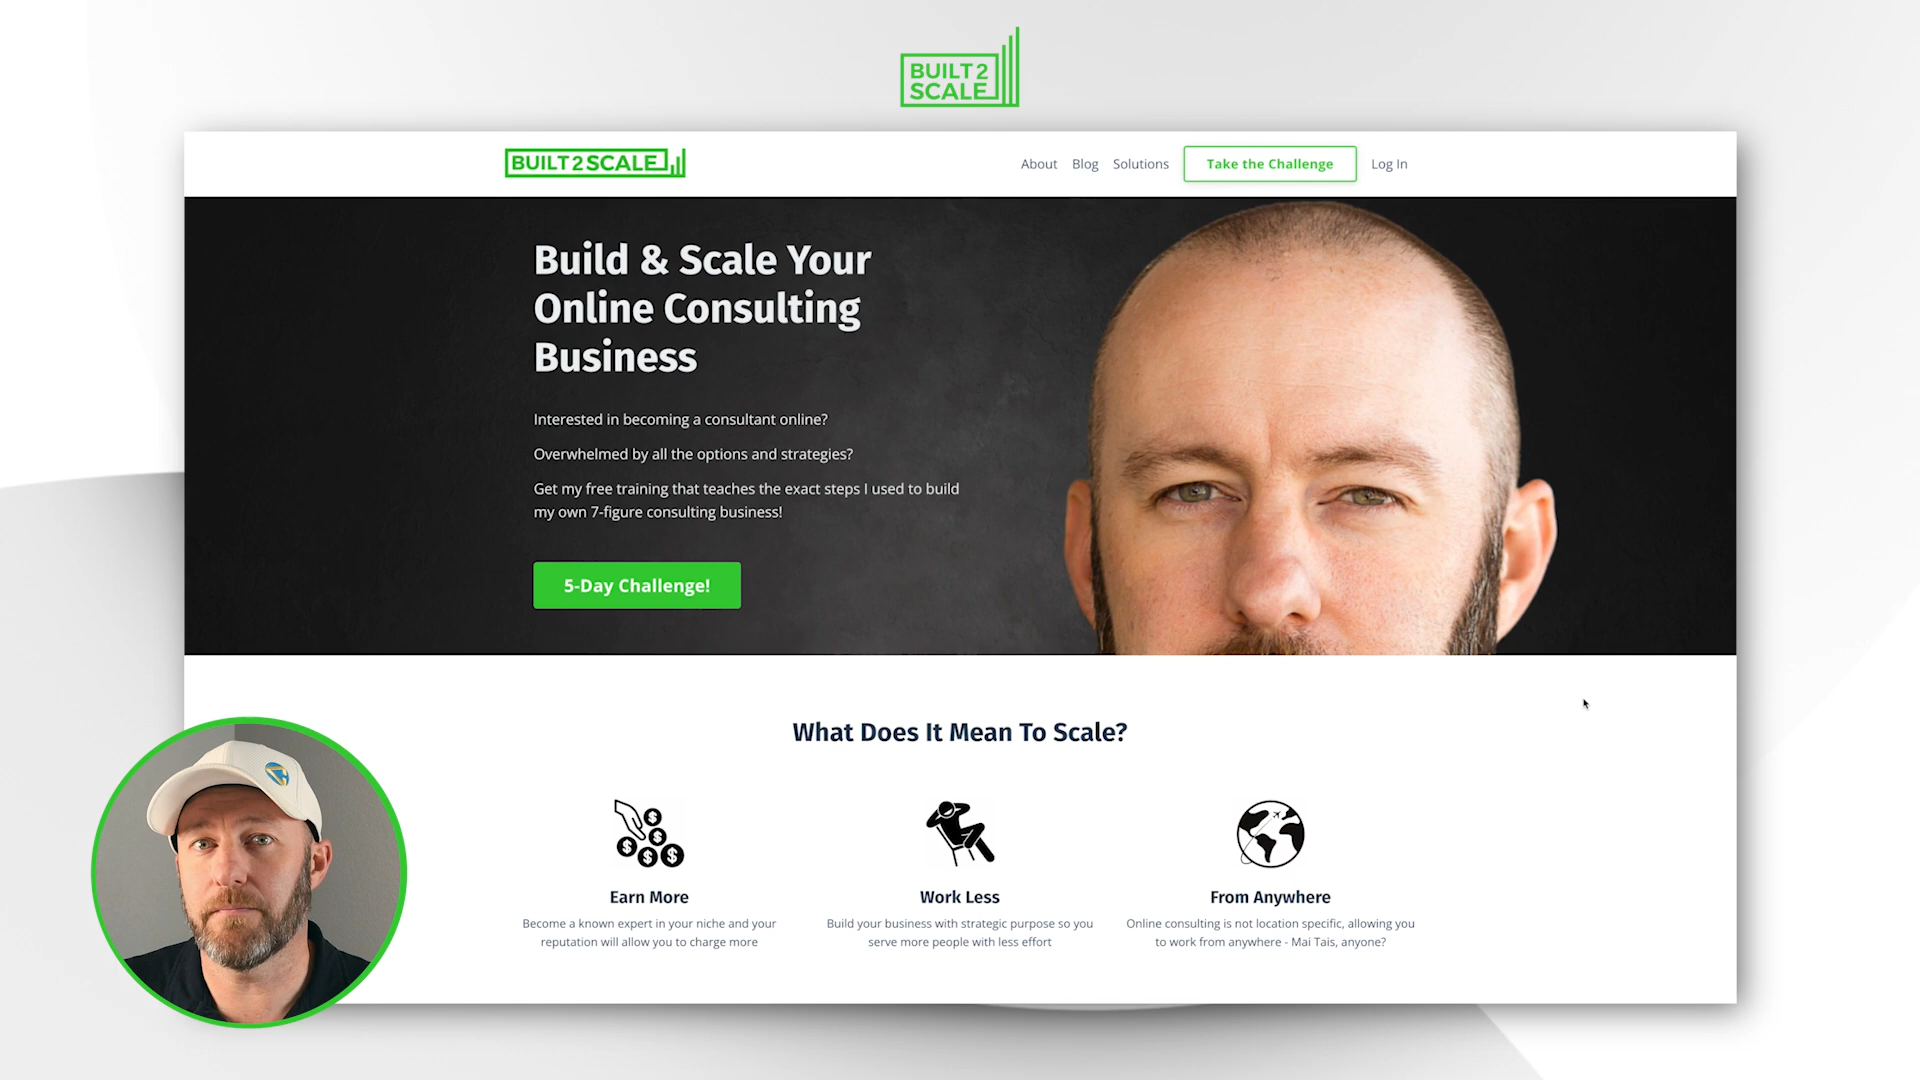 BUILT 2
SCALE
BUILT 2 SCALE
About Blog Solutions Take the Challenge Log In
Build & Scale Your
Online Consulting
Business
Interested in becoming a consultant online?
Overwhelmed by all the options and strategies?
Get my free training that teaches the exact steps I used to build
my own 7-figure consulting business!
5-Day Challenge!
What Does It Mean To Scale?
Earn More
Become a known expert in your niche and your
reputation will allow you to charge more
Work Less
Build your business with strategic purpose so you
serve more people with less effort
From Anywhere
Online consulting is not location specific, allowing you
to work from anywhere - Mai Tais, anyone?